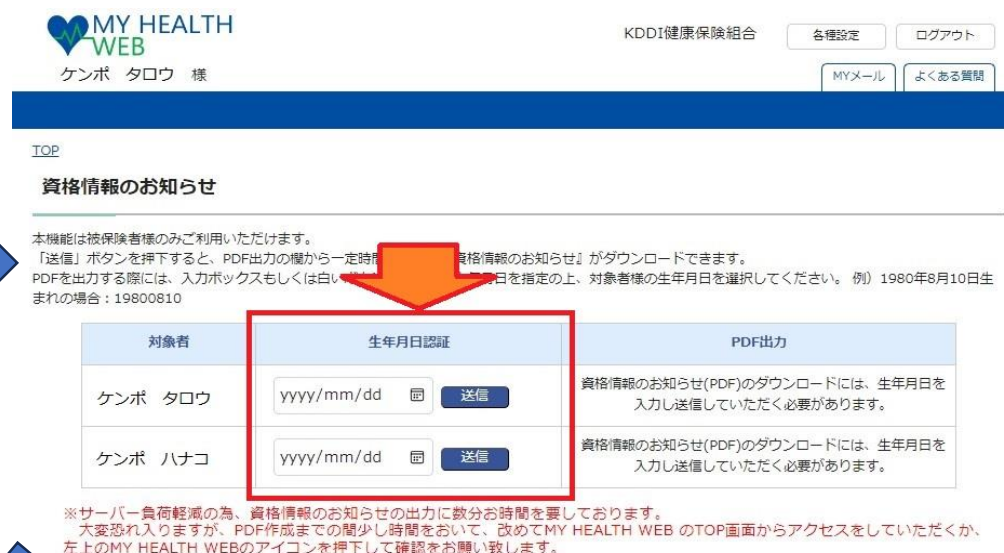 MY HEALTH
WEB
KDDI健康保険組合
各種設定
ログアウト
ケンポ タロウ 様
MYメール
よくある質問
TOP
資格情報のお知らせ
本機能は被保険者様のみご利用いただけます。
「送信」ボタンを押下すると、PDF出力の欄から一定時間 資格情報のお知らせ』がダウンロードできます。
PDFを出力する際には、入力ボックスもしくは白い 月日を指定の上、対象者様の生年月日を選択してください。 例）1980年8月10日生
まれの場合：19800810
対象者
生年月日認証
PDF出力
ケンポ タロウ
yyyy/mm/dd
送信
資格情報のお知らせ(PDF)のダウンロードには、生年月日を
入力し送信していただく必要があります。
ケンポ ハナコ
yyyy/mm/dd
送信
資格情報のお知らせ(PDF)のダウンロードには、生年月日を
入力し送信していただく必要があります。
※サーバー負荷軽減の為、資格情報のお知らせの出力に数分お時間を要しております。
大変恐れ入りますが、PDF作成までの間少し時間をおいて、改めてMY HEALTH WEB のTOP画面からアクセスをしていただくか、
左上のMY HEALTH WEBのアイコンを押下して確認をお願い致します。